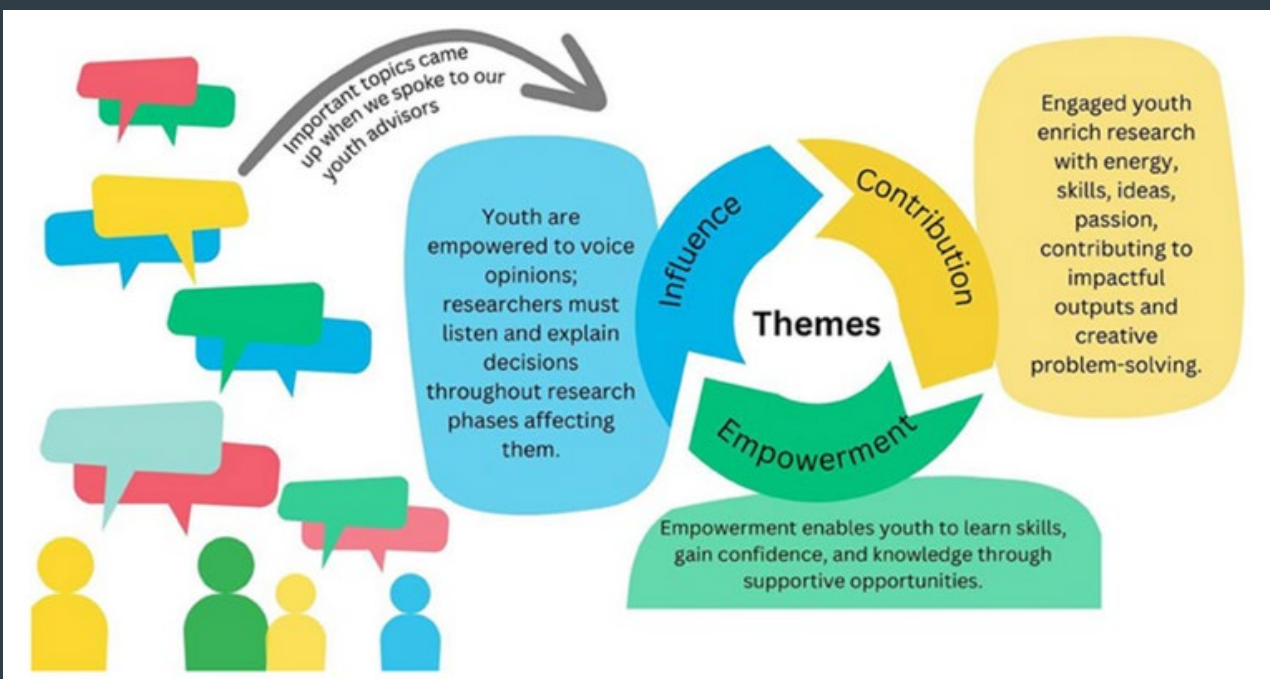 Important topics came
up when we spoke to our
youth advisors
Youth are
empowered to voice
opinions;
researchers must
listen and explain
decisions
throughout research
phases affecting
them.
Influence
Contribution
Themes
Empowerment
Engaged youth
enrich research
with energy,
skills, ideas,
passion,
contributing to
impactful
outputs and
creative
problem-solving.
Empowerment enables youth to learn skills,
gain confidence, and knowledge through
supportive opportunities.